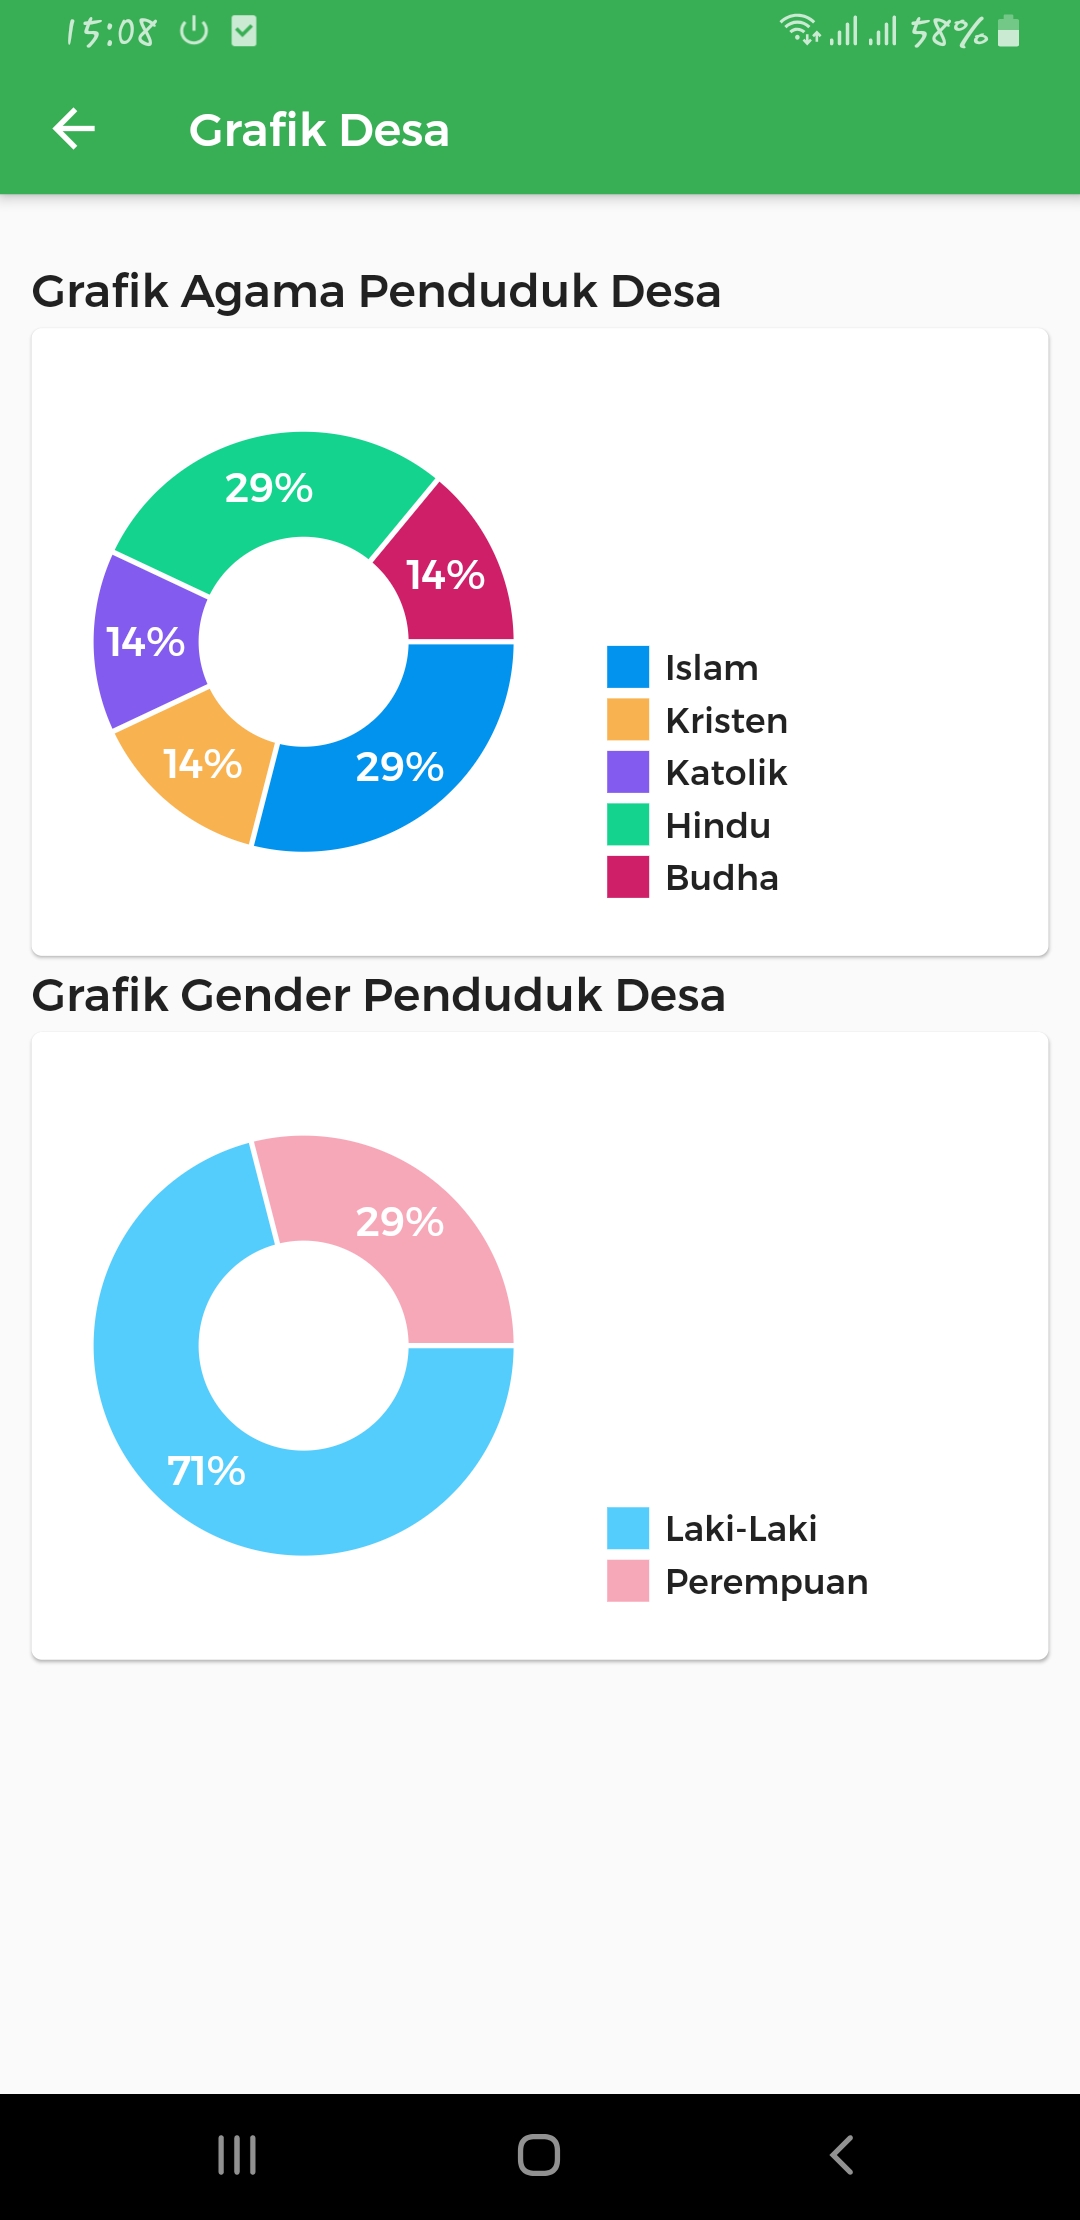 15:08 58%
Grafik Desa
Grafik Agama Penduduk Desa
29%
14%
14%
14%
29%
Islam
Kristen
Katolik
Hindu
Budha
Grafik Gender Penduduk Desa
29%
71%
Laki-Laki
Perempuan